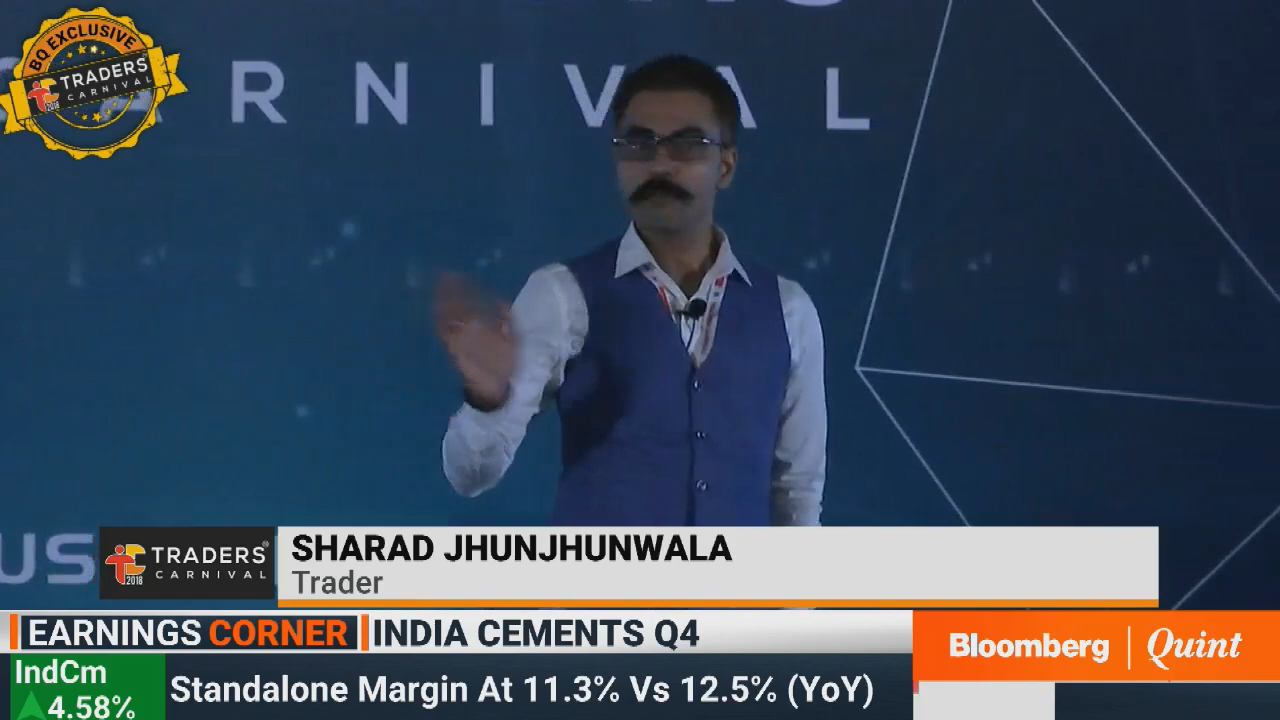 BQ EXCLUSIVE
TRADERS
CARNIVAL
2018
RNIVAL
US
TRADERS
CARNIVAL
2018
SHARAD JHUNJHUNWALA
Trader
EARNINGS CORNER INDIA CEMENTS Q4
Bloomberg | Quint
IndCm
▲4.58%
Standalone Margin At 11.3% Vs 12.5% (YoY)